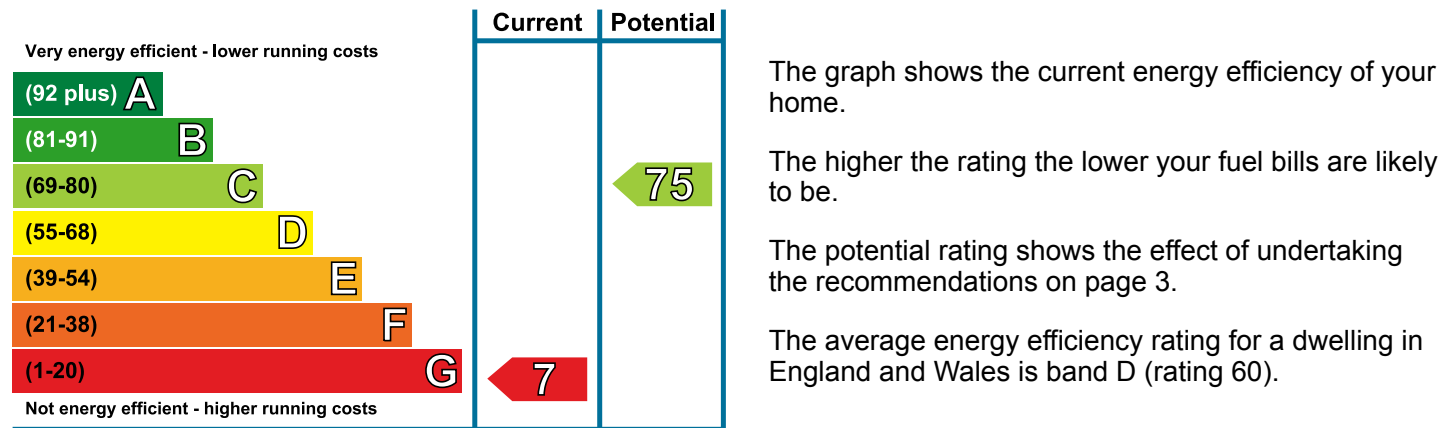 Current Potential
Very energy efficient - lower running costs
(92 plus) A
(81-91) B
(69-80) C
75
(55-68) D
(39-54) E
(21-38) F
(1-20) G
7
Not energy efficient - higher running costs
The graph shows the current energy efficiency of your
home.
The higher the rating the lower your fuel bills are likely
to be.
The potential rating shows the effect of undertaking
the recommendations on page 3.
The average energy efficiency rating for a dwelling in
England and Wales is band D (rating 60).